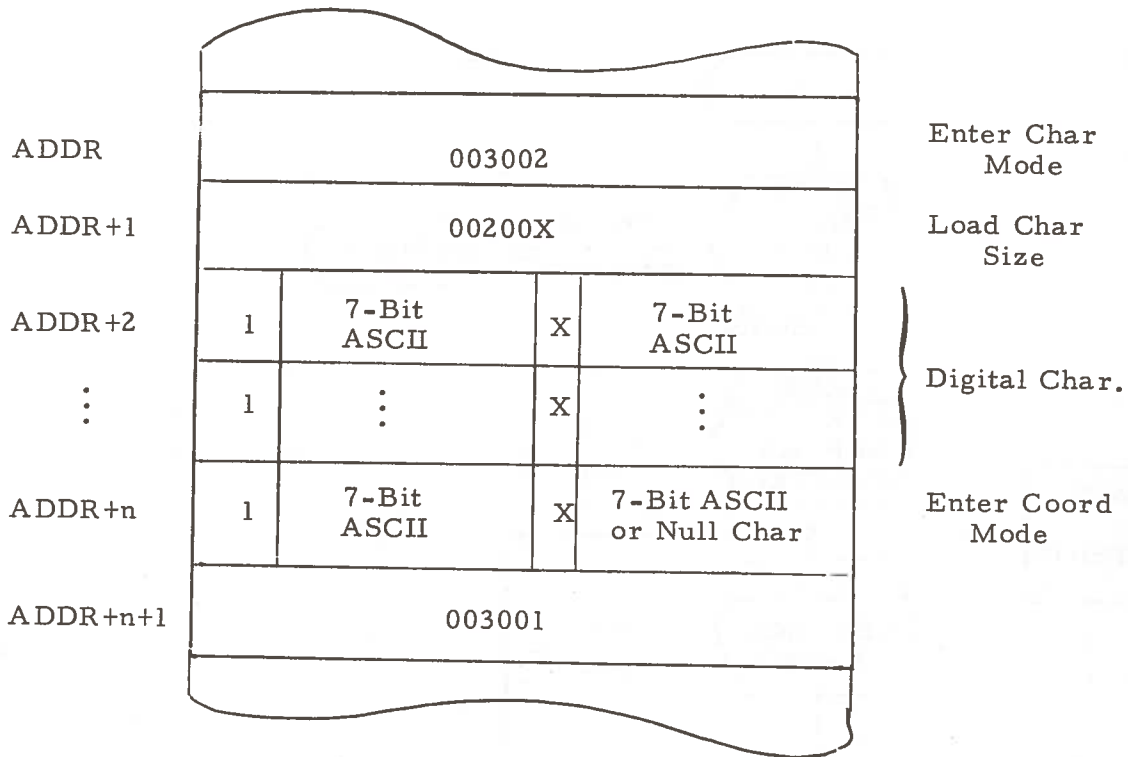 ADDR 003002 Enter Char
Mode
ADDR+1 00200X Load Char
Size
ADDR+2 1 7-Bit X 7-Bit
ASCII ASCII
Digital Char.
⋮ 1 ⋮ X ⋮
ADDR+n 1 7-Bit X 7-Bit ASCII Enter Coord
ASCII or Null Char Mode
ADDR+n+1 003001